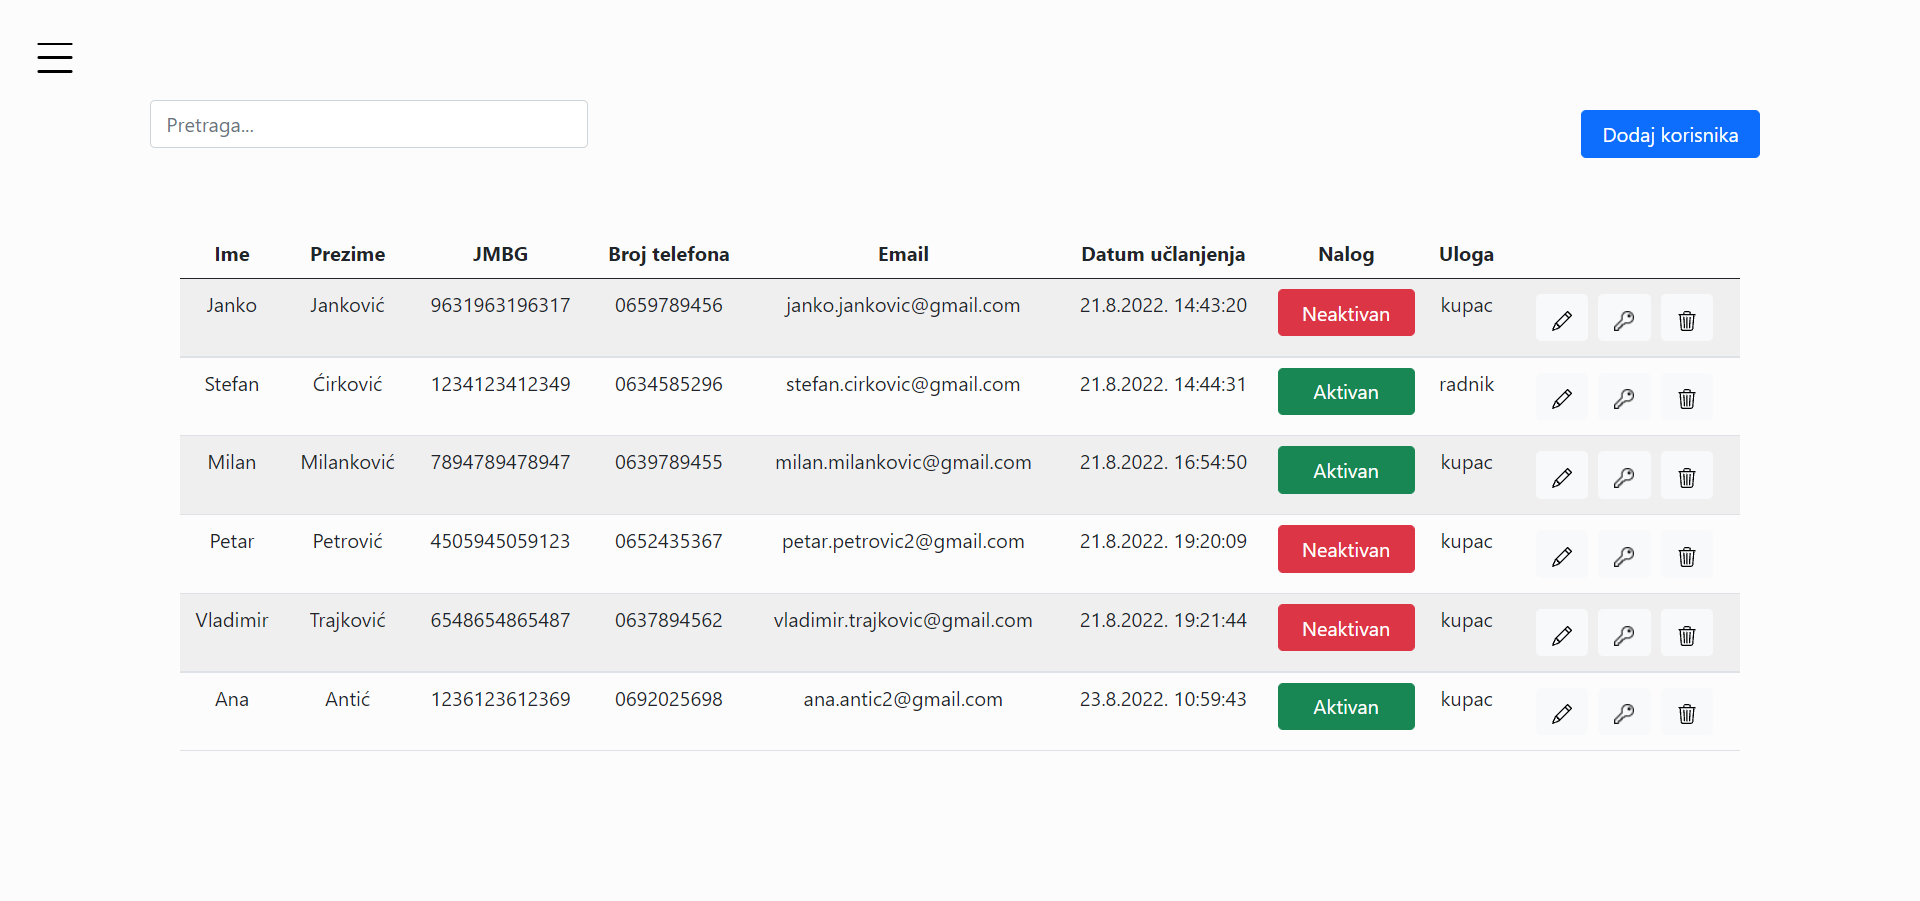 Pretraga...
Dodaj korisnika
Ime Prezime JMBG Broj telefona Email Datum učlanjenja Nalog Uloga
Janko Janković 9631963196317 0659789456 janko.jankovic@gmail.com 21.8.2022. 14:43:20 Neaktivan kupac
Stefan Ćirković 1234123412349 0634585296 stefan.cirkovic@gmail.com 21.8.2022. 14:44:31 Aktivan radnik
Milan Milanković 7894789478947 0639789455 milan.milankovic@gmail.com 21.8.2022. 16:54:50 Aktivan kupac
Petar Petrović 4505945059123 0652435367 petar.petrovic2@gmail.com 21.8.2022. 19:20:09 Neaktivan kupac
Vladimir Trajković 6548654865487 0637894562 vladimir.trajkovic@gmail.com 21.8.2022. 19:21:44 Neaktivan kupac
Ana Antić 1236123612369 0692025698 ana.antic2@gmail.com 23.8.2022. 10:59:43 Aktivan kupac